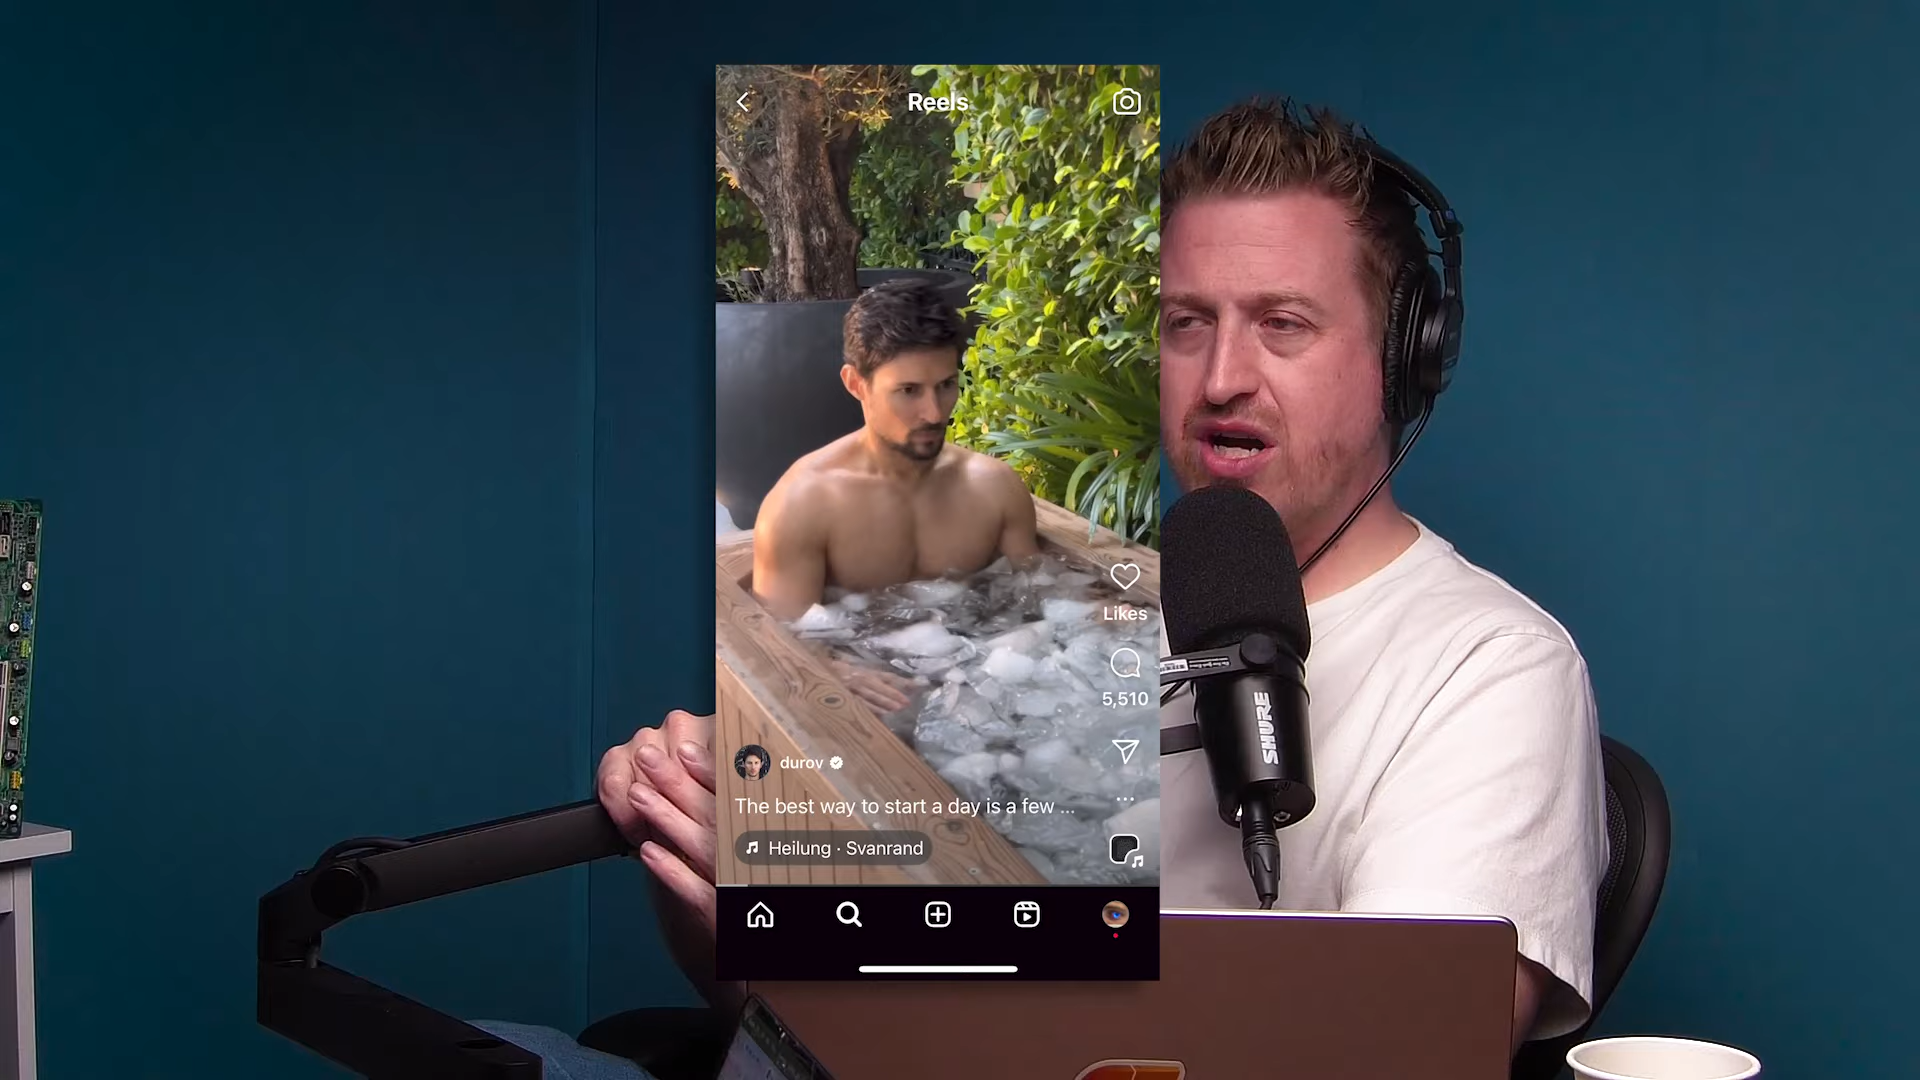 Reels
Likes
5,510
durov
The best way to start a day is a few ...
Heilung · Svanrand
SHURE